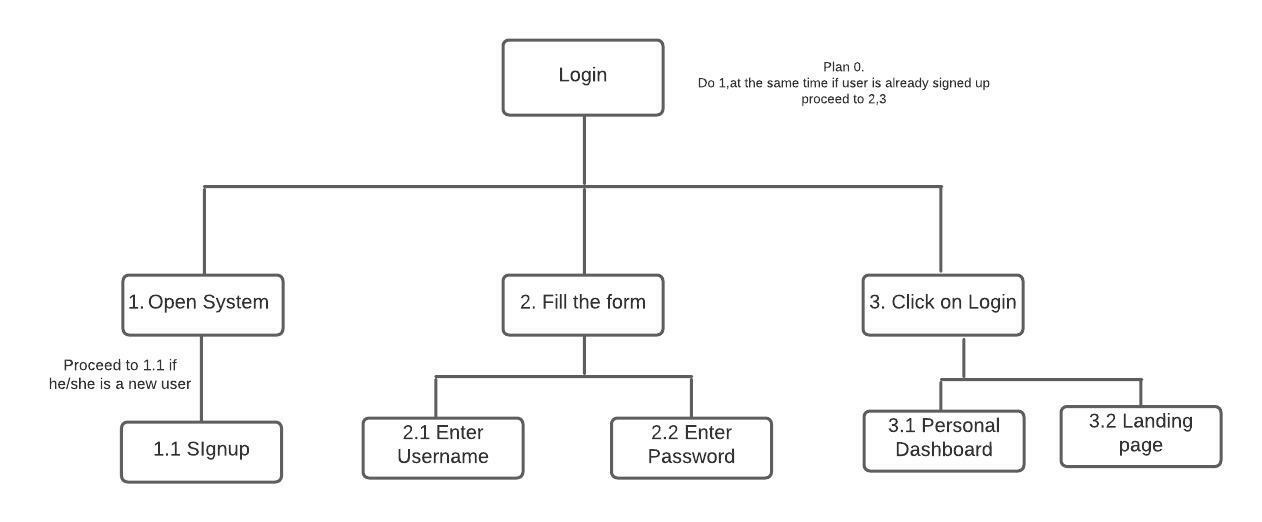 Login
Plan 0.
Do 1,at the same time if user is already signed up
proceed to 2,3
1. Open System
2. Fill the form
3. Click on Login
Proceed to 1.1 if
he/she is a new user
1.1 SIgnup
2.1 Enter
Username
2.2 Enter
Password
3.1 Personal
Dashboard
3.2 Landing
page